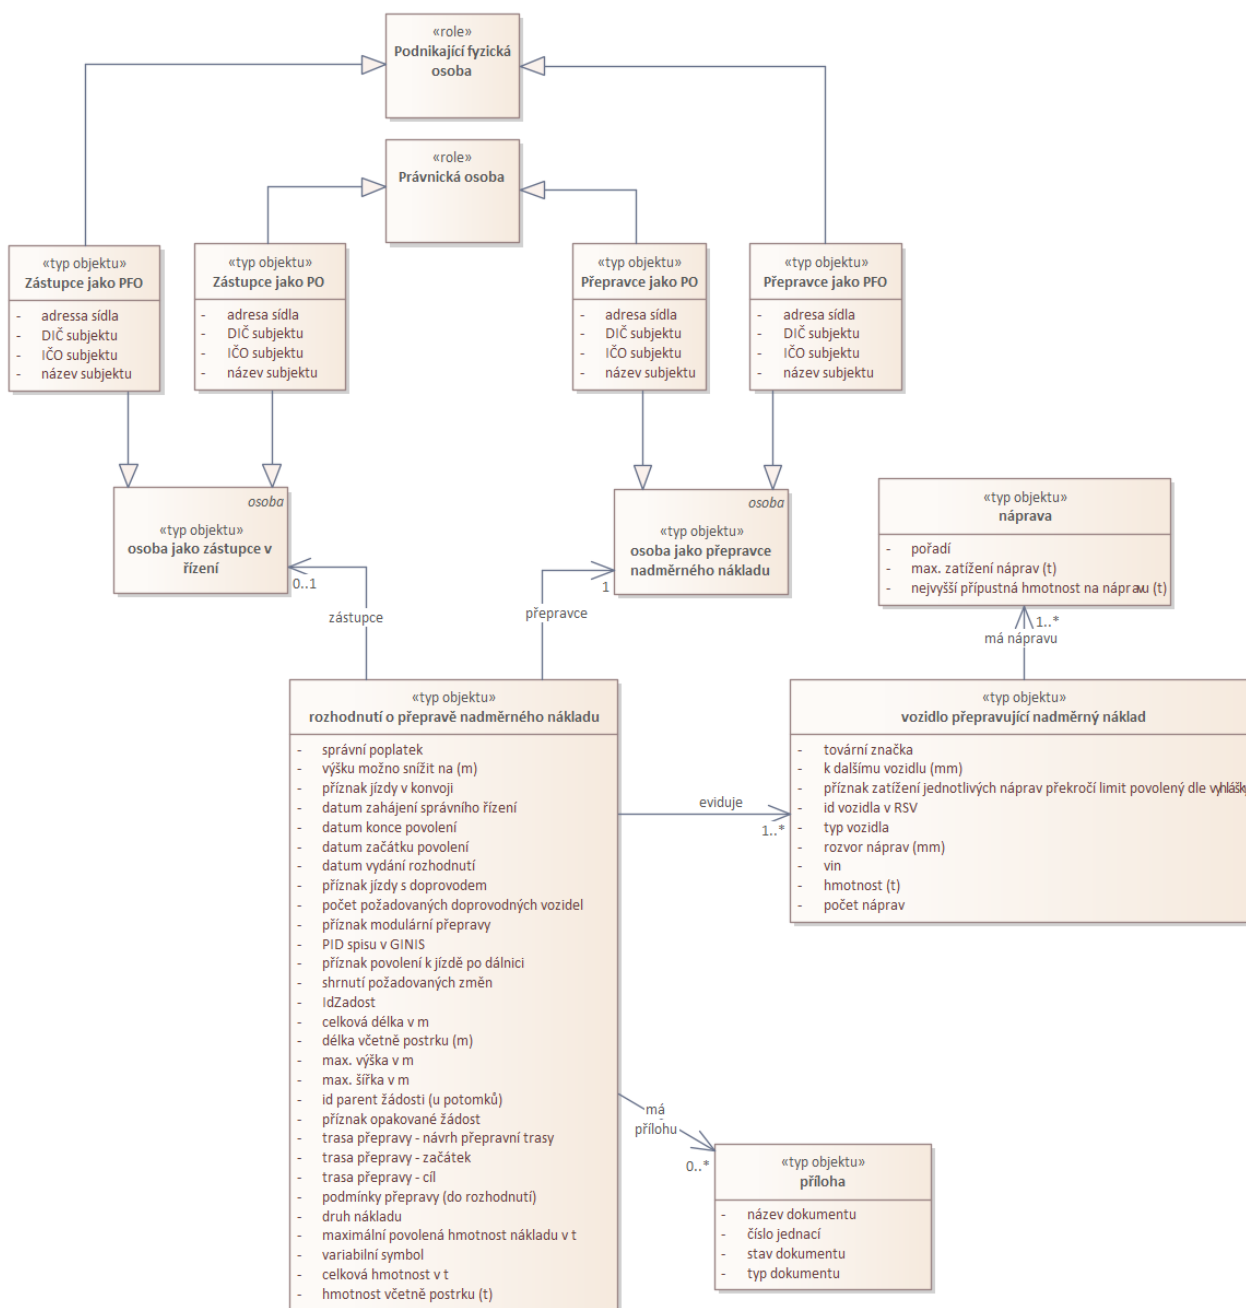 «role»
Podnikající fyzická
osoba
«role»
Právnická osoba
«typ objektu»
Zástupce jako PFO
- adressa sídla
- DIČ subjektu
- IČO subjektu
- název subjektu
«typ objektu»
Zástupce jako PO
- adresa sídla
- DIČ subjektu
- IČO subjektu
- název subjektu
«typ objektu»
Přepravce jako PO
- adresa sídla
- DIČ subjektu
- IČO subjektu
- název subjektu
«typ objektu»
Přepravce jako PFO
- adresa sídla
- DIČ subjektu
- IČO subjektu
- název subjektu
osoba
«typ objektu»
osoba jako zástupce v
řízení
osoba
«typ objektu»
osoba jako přepravce
nadměrného nákladu
«typ objektu»
náprava
- pořadí
- max. zatížení náprav (t)
- nejvyšší přípustná hmotnost na nápravu (t)
0..1
zástupce
1
přepravce
1..*
má nápravu
«typ objektu»
rozhodnutí o přepravě nadměrného nákladu
- správní poplatek
- výšku možno snížit na (m)
- příznak jízdy v konvoji
- datum zahájení správního řízení
- datum konce povolení
- datum začátku povolení
- datum vydání rozhodnutí
- příznak jízdy s doprovodem
- počet požadovaných doprovodných vozidel
- příznak modulární přepravy
- PID spisu v GINIS
- příznak povolení k jízdě po dálnici
- shrnutí požadovaných změn
- IdZadost
- celková délka v m
- délka včetně postrku (m)
- max. výška v m
- max. šířka v m
- id parent žádosti (u potomků)
- příznak opakované žádost
- trasa přepravy - návrh přepravní trasy
- trasa přepravy - začátek
- trasa přepravy - cíl
- podmínky přepravy (do rozhodnutí)
- druh nákladu
- maximální povolená hmotnost nákladu v t
- variabilní symbol
- celková hmotnost v t
- hmotnost včetně postrku (t)
«typ objektu»
vozidlo přepravující nadměrný náklad
- tovární značka
- k dalšímu vozidlu (mm)
- příznak zatížení jednotlivých náprav překročí limit povolený dle
- id vozidla v RSV
- typ vozidla
- rozvor náprav (mm)
- vin
- hmotnost (t)
- počet náprav
eviduje
1..*
má
přílohu
0..*
«typ objektu»
příloha
- název dokumentu
- číslo jednací
- stav dokumentu
- typ dokumentu